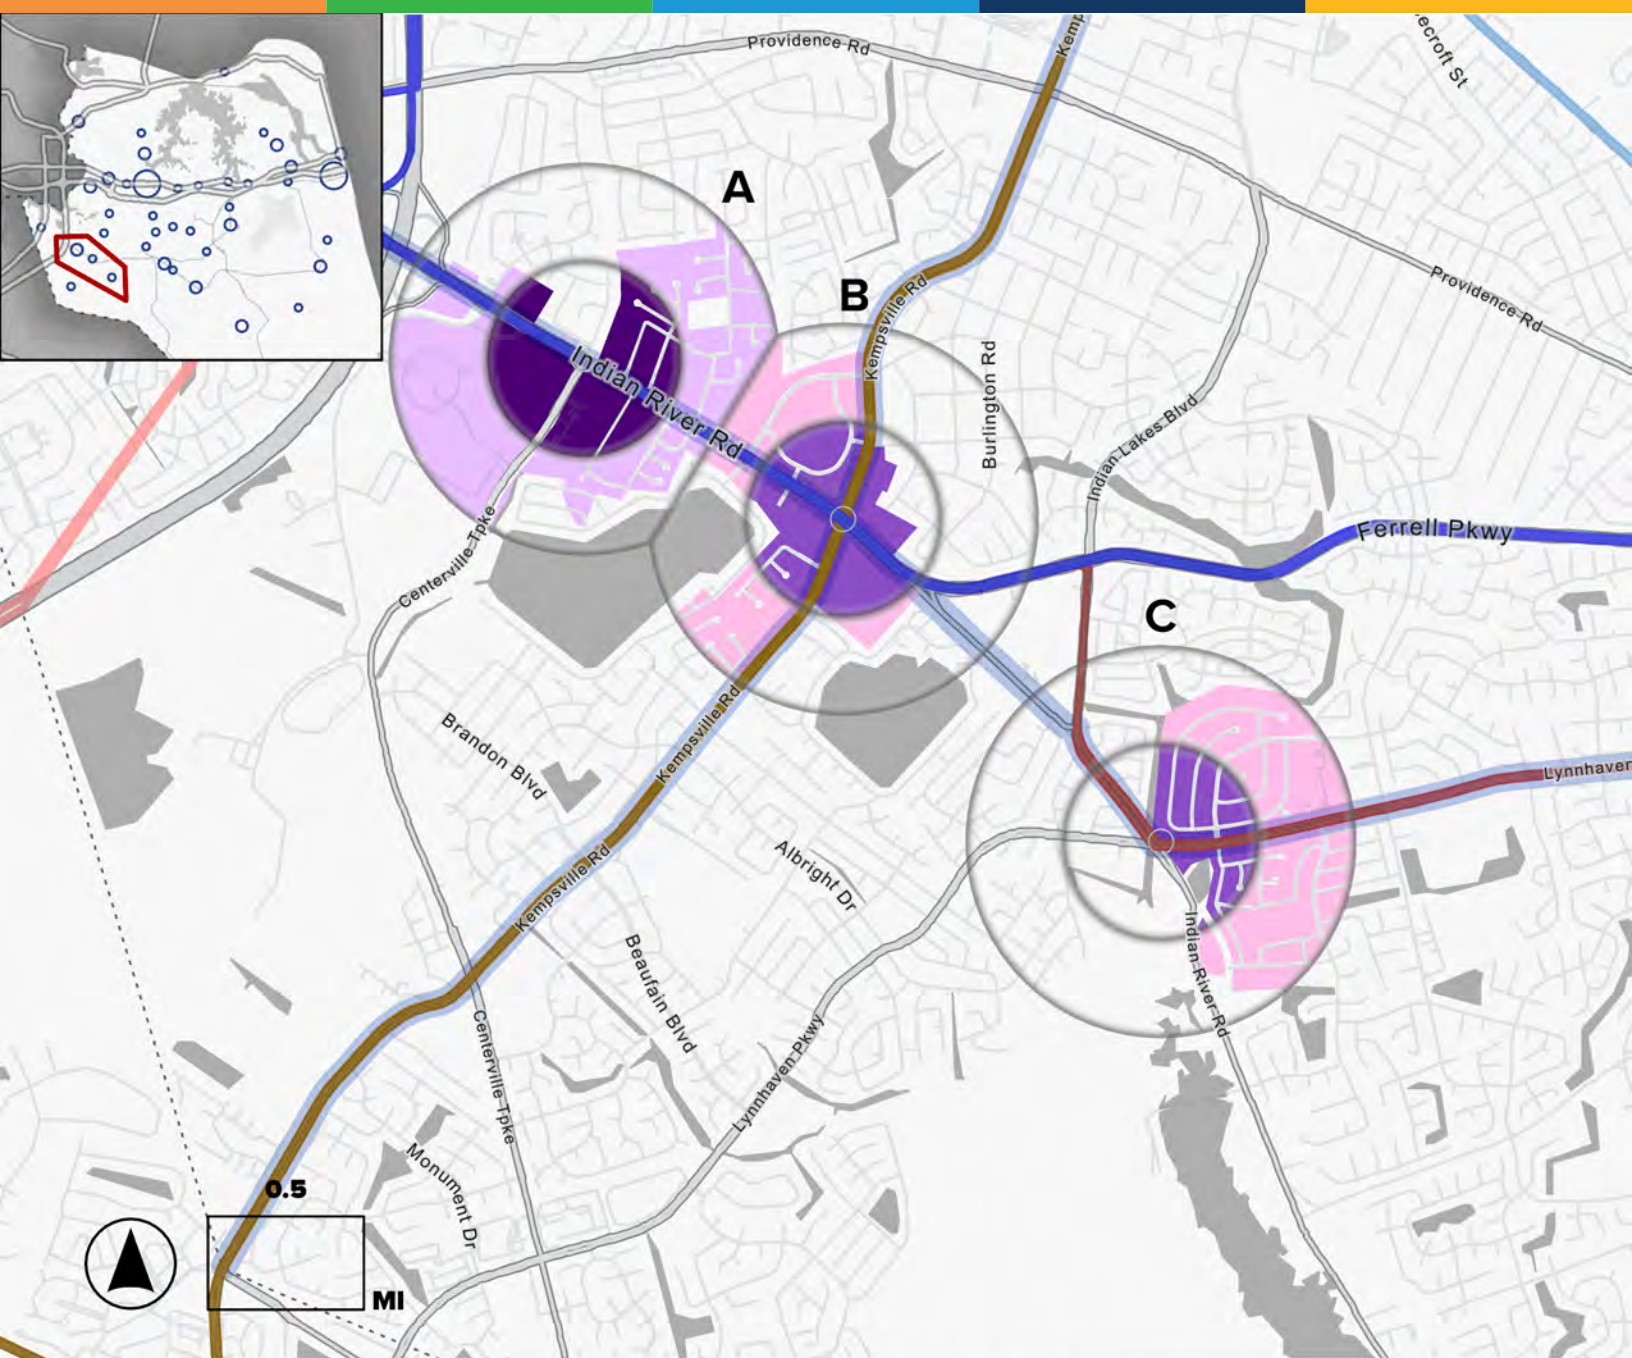 Providence Rd
Kemp
ecroft St
A
B
Kempsville Rd
Providence Rd
Burlington Rd
Indian River Rd
Indian Lakes Blvd
Centerville Tpke
Ferrell Pkwy
C
Kempsville Rd
Brandon Blvd
Lynnhaven
Albright Dr
Kempsville Rd
Beaufain Blvd
Indian River Rd
Centerville Tpke
Lynnhaven Pkwy
Monument Dr
0.5
MI